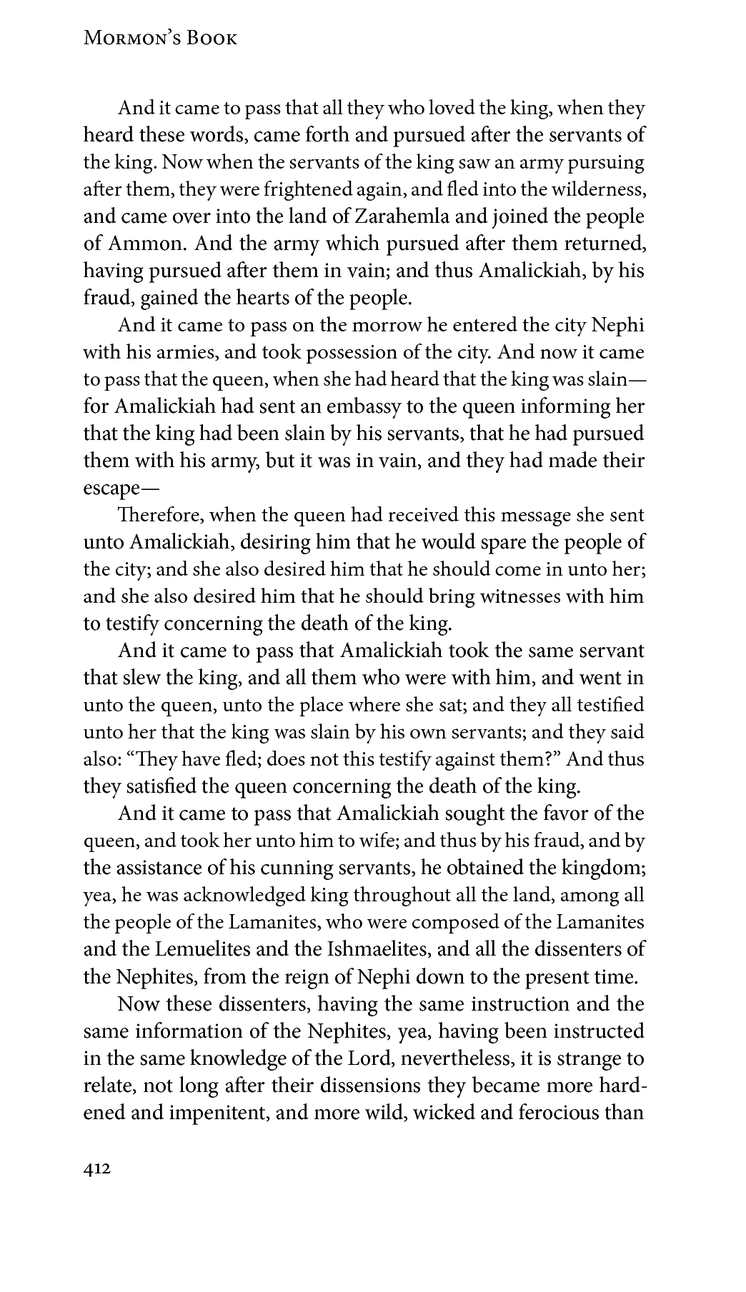 Mormon’s Book
And it came to pass that all they who loved the king, when they
heard these words, came forth and pursued after the servants of
the king. Now when the servants of the king saw an army pursuing
after them, they were frightened again, and fled into the wilderness,
and came over into the land of Zarahemla and joined the people
of Ammon. And the army which pursued after them returned,
having pursued after them in vain; and thus Amalickiah, by his
fraud, gained the hearts of the people.
And it came to pass on the morrow he entered the city Nephi
with his armies, and took possession of the city. And now it came
to pass that the queen, when she had heard that the king was slain—
for Amalickiah had sent an embassy to the queen informing her
that the king had been slain by his servants, that he had pursued
them with his army, but it was in vain, and they had made their
escape—
Therefore, when the queen had received this message she sent
unto Amalickiah, desiring him that he would spare the people of
the city; and she also desired him that he should come in unto her;
and she also desired him that he should bring witnesses with him
to testify concerning the death of the king.
And it came to pass that Amalickiah took the same servant
that slew the king, and all them who were with him, and went in
unto the queen, unto the place where she sat; and they all testified
unto her that the king was slain by his own servants; and they said
also: “They have fled; does not this testify against them?” And thus
they satisfied the queen concerning the death of the king.
And it came to pass that Amalickiah sought the favor of the
queen, and took her unto him to wife; and thus by his fraud, and by
the assistance of his cunning servants, he obtained the kingdom;
yea, he was acknowledged king throughout all the land, among all
the people of the Lamanites, who were composed of the Lamanites
and the Lemuelites and the Ishmaelites, and all the dissenters of
the Nephites, from the reign of Nephi down to the present time.
Now these dissenters, having the same instruction and the
same information of the Nephites, yea, having been instructed
in the same knowledge of the Lord, nevertheless, it is strange to
relate, not long after their dissensions they became more hard-
ened and impenitent, and more wild, wicked and ferocious than
412